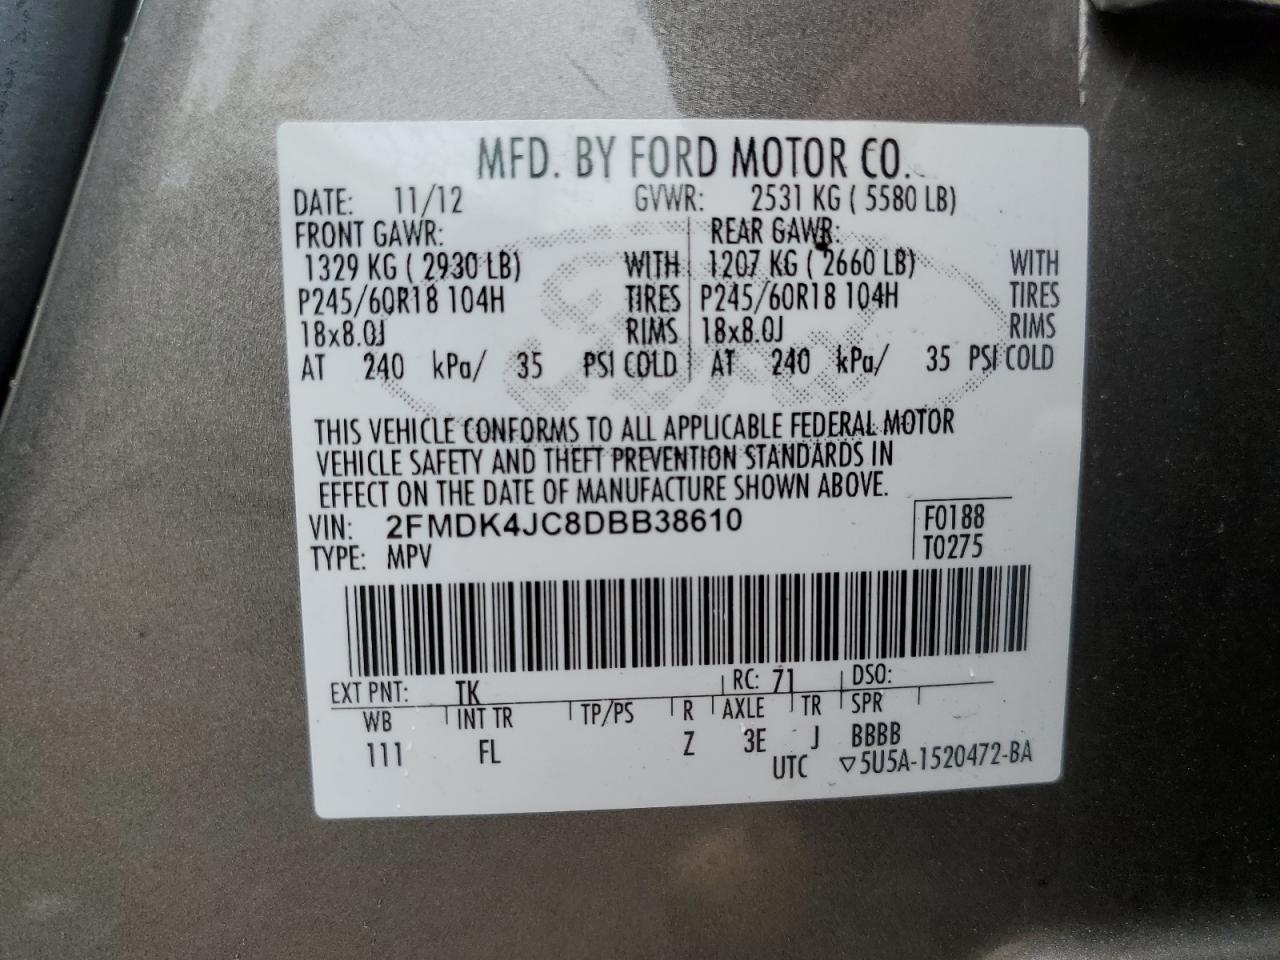 MFD. BY FORD MOTOR CO.
DATE: 11/12 GVWR: 2531 KG ( 5580 LB)
FRONT GAWR: REAR GAWR:
1329 KG ( 2930 LB) WITH 1207 KG ( 2660 LB) WITH
P245/60R18 104H TIRES P245/60R18 104H TIRES
18x8.0J RIMS 18x8.0J RIMS
AT 240 kPa/ 35 PSI COLD AT 240 kPa/ 35 PSI COLD
THIS VEHICLE CONFORMS TO ALL APPLICABLE FEDERAL MOTOR
VEHICLE SAFETY AND THEFT PREVENTION STANDARDS IN
EFFECT ON THE DATE OF MANUFACTURE SHOWN ABOVE.
VIN: 2FMDK4JC8DBB38610 F0188
TYPE: MPV T0275
EXT PNT: TK RC: 71 DSO:
WB INT TR TP/PS R AXLE TR SPR
111 FL Z 3E J BBBB
UTC ▽5U5A-1520472-BA